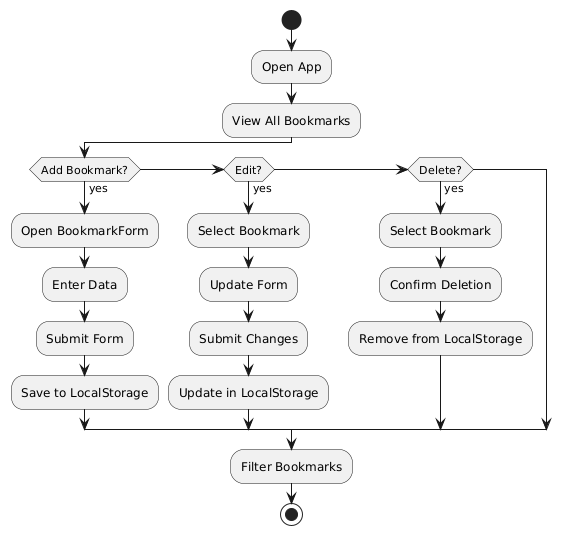 Open App
View All Bookmarks
Add Bookmark?
yes
Open BookmarkForm
Enter Data
Submit Form
Save to LocalStorage
Edit?
yes
Select Bookmark
Update Form
Submit Changes
Update in LocalStorage
Delete?
yes
Select Bookmark
Confirm Deletion
Remove from LocalStorage
Filter Bookmarks